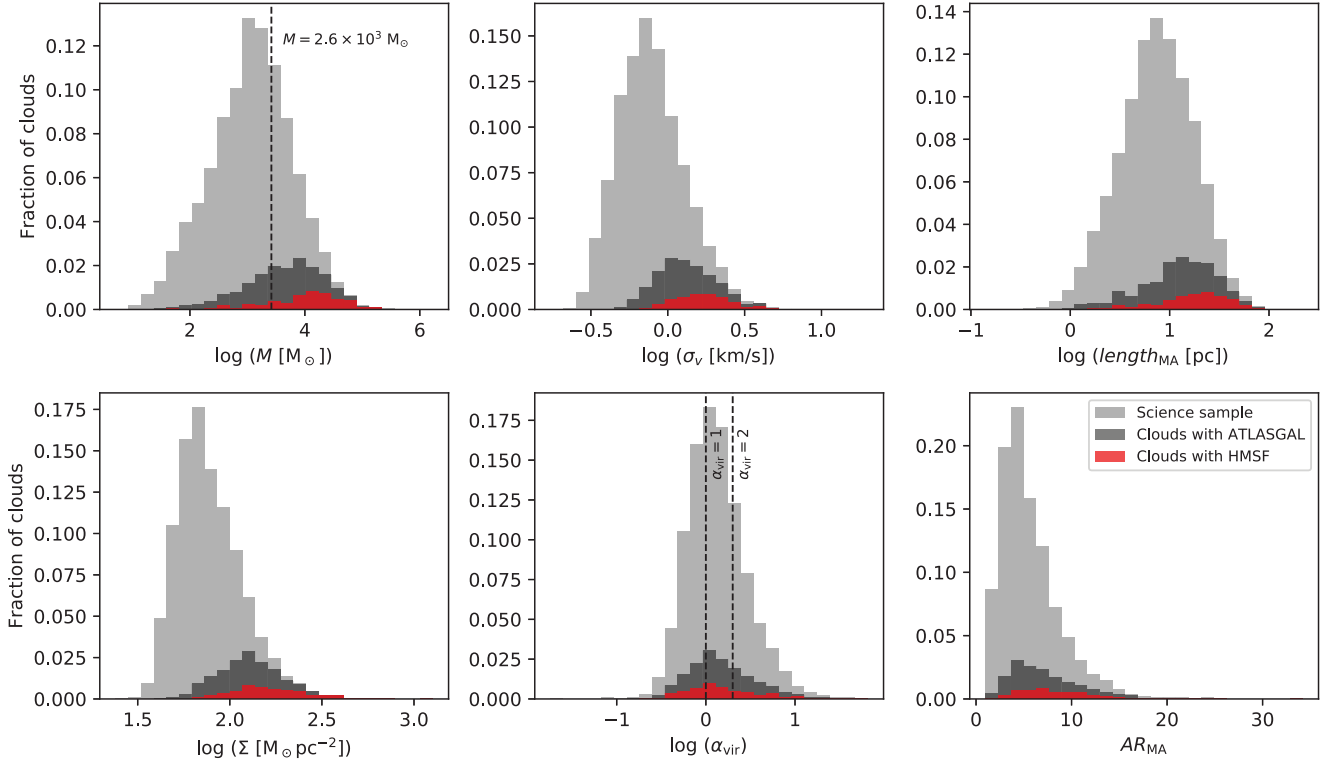 0.12
0.10
0.08
0.06
0.04
0.02
0.00
Fraction of clouds
M = 2.6 × 10³ M⊙
2 4 6
log (M [M⊙])
0.150
0.125
0.100
0.075
0.050
0.025
0.000
−0.5 0.0 0.5 1.0
log (σᵥ [km/s])
0.14
0.12
0.10
0.08
0.06
0.04
0.02
0.00
−1 0 1 2
log (length_MA [pc])
0.175
0.150
0.125
0.100
0.075
0.050
0.025
0.000
Fraction of clouds
1.5 2.0 2.5 3.0
log (Σ [M⊙ pc⁻²])
0.175
0.150
0.125
0.100
0.075
0.050
0.025
0.000
α_vir = 1
α_vir = 2
−1 0 1
log (α_vir)
0.20
0.15
0.10
0.05
0.00
Science sample
Clouds with ATLASGAL
Clouds with HMSF
0 10 20 30
AR_MA